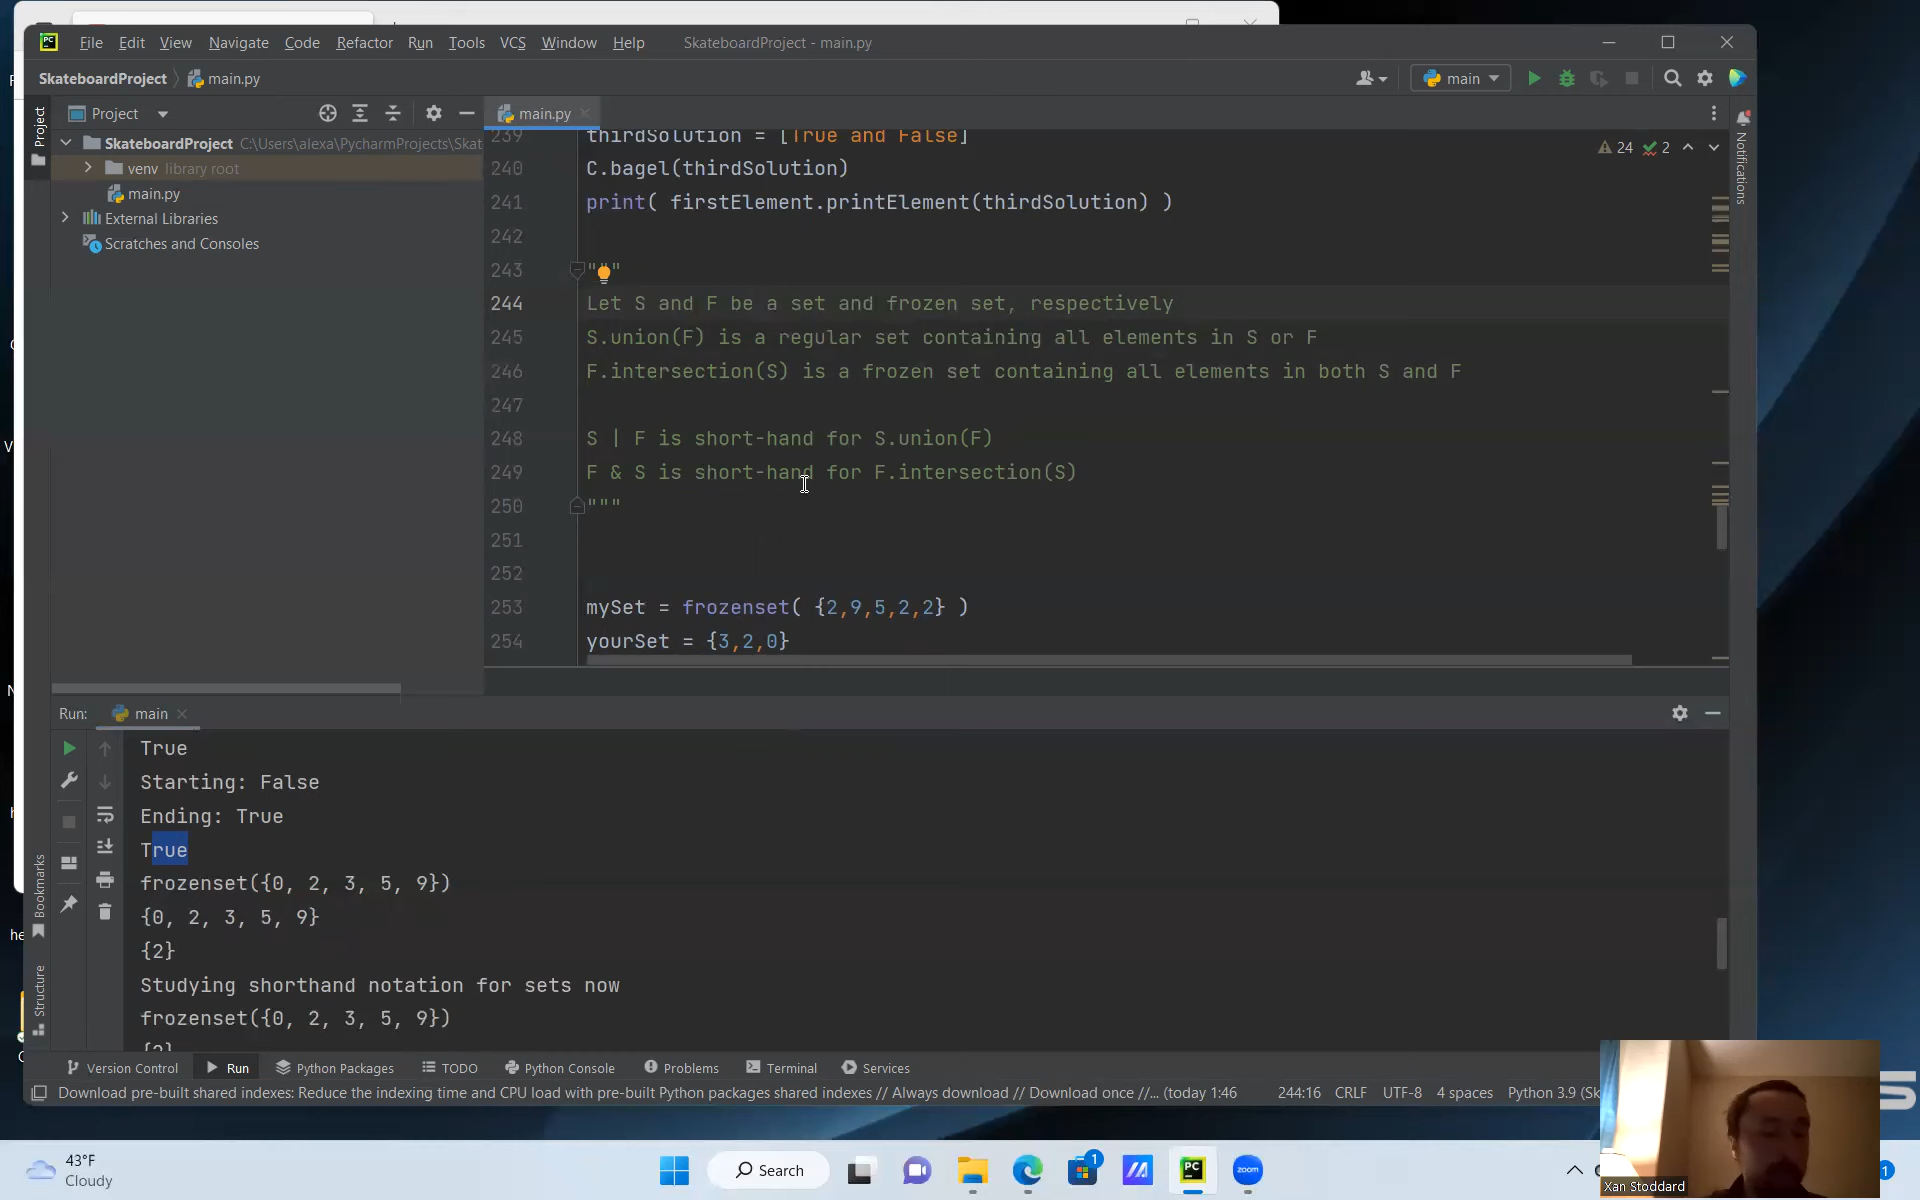 File Edit View Navigate Code Refactor Run Tools VCS Window Help SkateboardProject - main.py
SkateboardProject main.py
main
Project
main.py
Project
Notifications
SkateboardProject C:\Users\alexa\PycharmProjects\Skat
venv library root
main.py
External Libraries
Scratches and Consoles
24 2
239 thirdSolution = [True and False]
240 C.bagel(thirdSolution)
241 print( firstElement.printElement(thirdSolution) )
242
243 """
244 Let S and F be a set and frozen set, respectively
245 S.union(F) is a regular set containing all elements in S or F
246 F.intersection(S) is a frozen set containing all elements in both S and F
247
248 S | F is short-hand for S.union(F)
249 F & S is short-hand for F.intersection(S)
250 """
251
252
253 mySet = frozenset( {2,9,5,2,2} )
254 yourSet = {3,2,0}
Run: main
True
Starting: False
Ending: True
True
frozenset({0, 2, 3, 5, 9})
{0, 2, 3, 5, 9}
{2}
Studying shorthand notation for sets now
frozenset({0, 2, 3, 5, 9})
{2}
Bookmarks
Structure
Version Control Run Python Packages TODO Python Console Problems Terminal Services
Download pre-built shared indexes: Reduce the indexing time and CPU load with pre-built Python packages shared indexes // Always download // Download once //... (today 1:46 244:16 CRLF UTF-8 4 spaces Python 3.9 (Sk
Xan Stoddard
43°F
Cloudy
Search
1
PC
zoom
1